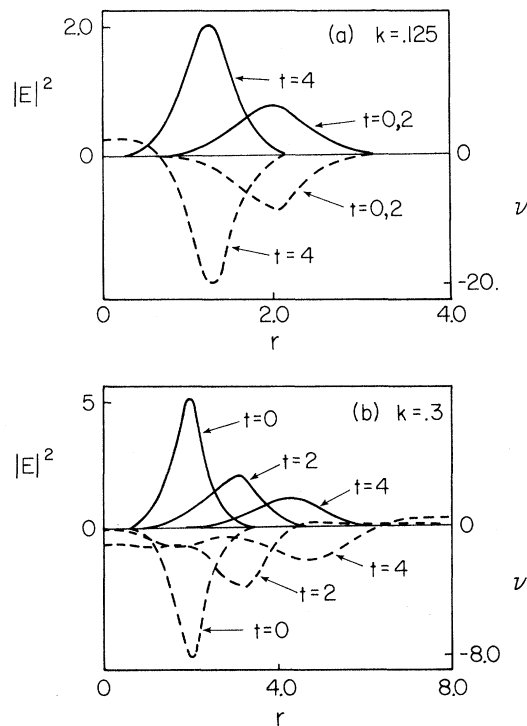 2.0
(a) k=.125
|E|²
t=4
t=0,2
0
0
t=0,2
t=4
ν
-20.
0
2.0
4.0
r
5
(b) k=.3
t=0
|E|²
t=2
t=4
0
0
t=4
t=2
ν
t=0
-8.0
0
4.0
8.0
r